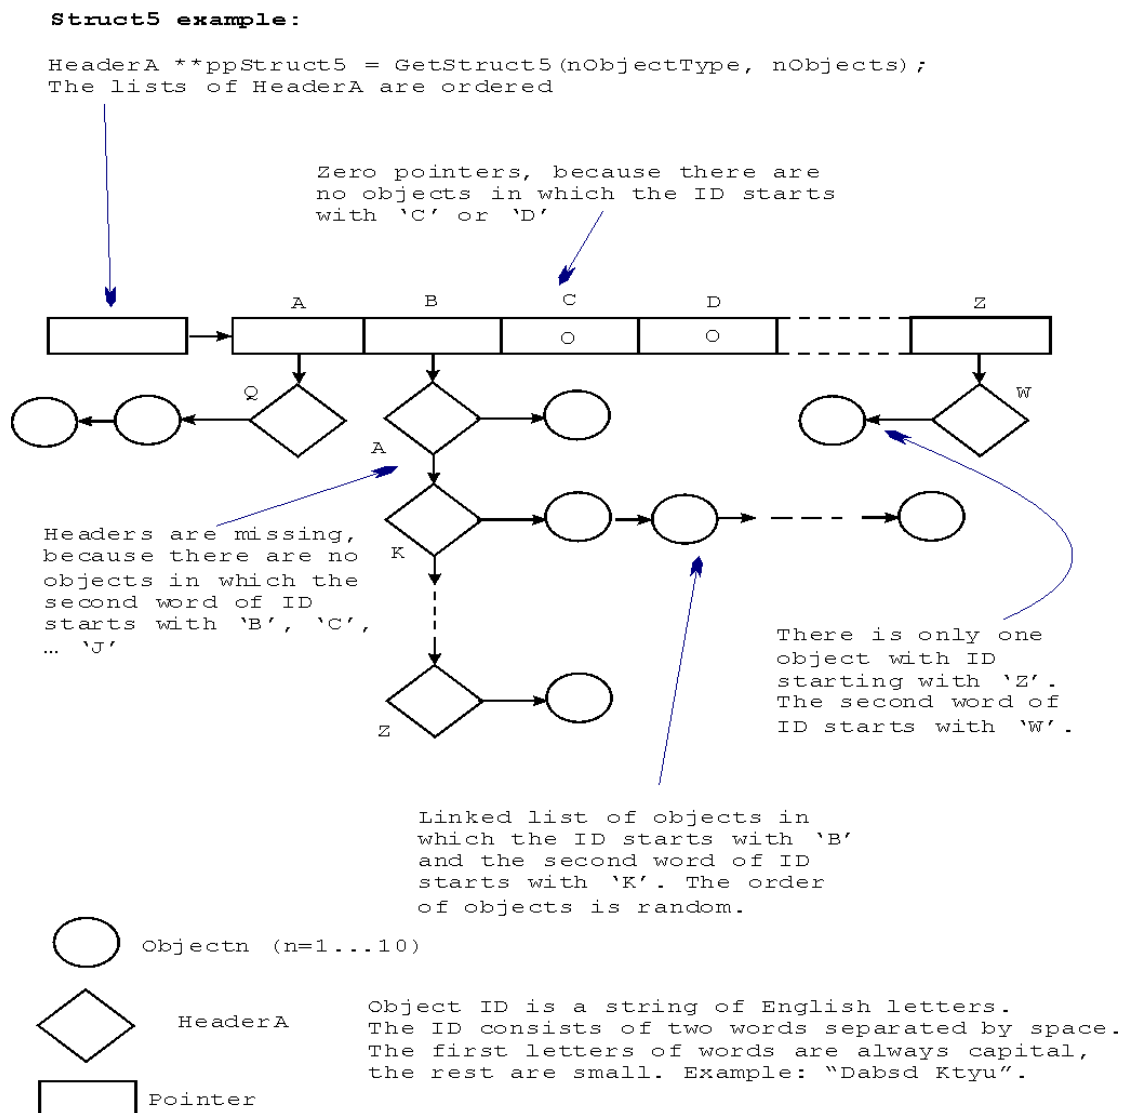 Struct5 example:
HeaderA **ppStruct5 = GetStruct5(nObjectType, nObjects);
The lists of HeaderA are ordered
Zero pointers, because there are
no objects in which the ID starts
with ‘C’ or ‘D’
A
B
C
D
Z
O
O
Q
W
A
K
Z
Headers are missing,
because there are no
objects in which the
second word of ID
starts with ‘B’, ‘C’,
… ‘J’
There is only one
object with ID
starting with ‘Z’.
The second word of
ID starts with ‘W’.
Linked list of objects in
which the ID starts with ‘B’
and the second word of ID
starts with ‘K’. The order
of objects is random.
Objectn (n=1...10)
HeaderA
Object ID is a string of English letters.
The ID consists of two words separated by space.
The first letters of words are always capital,
the rest are small. Example: “Dabsd Ktyu”.
Pointer